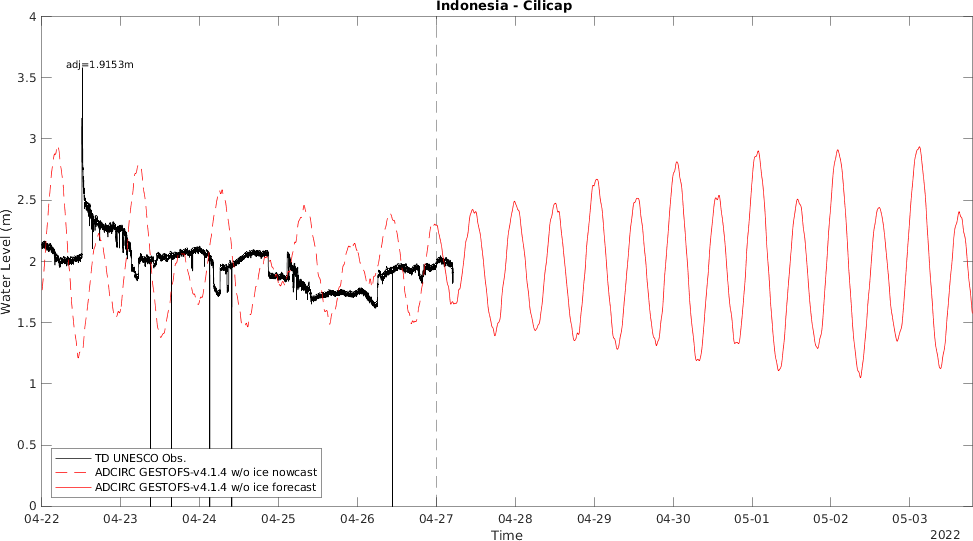 Indonesia - Cilicap
adj=1.9153m
4
3.5
3
2.5
2
1.5
1
0.5
0
Water Level (m)
TD UNESCO Obs.
ADCIRC GESTOFS-v4.1.4 w/o ice nowcast
ADCIRC GESTOFS-v4.1.4 w/o ice forecast
04-22 04-23 04-24 04-25 04-26 04-27 04-28 04-29 04-30 05-01 05-02 05-03
Time
2022